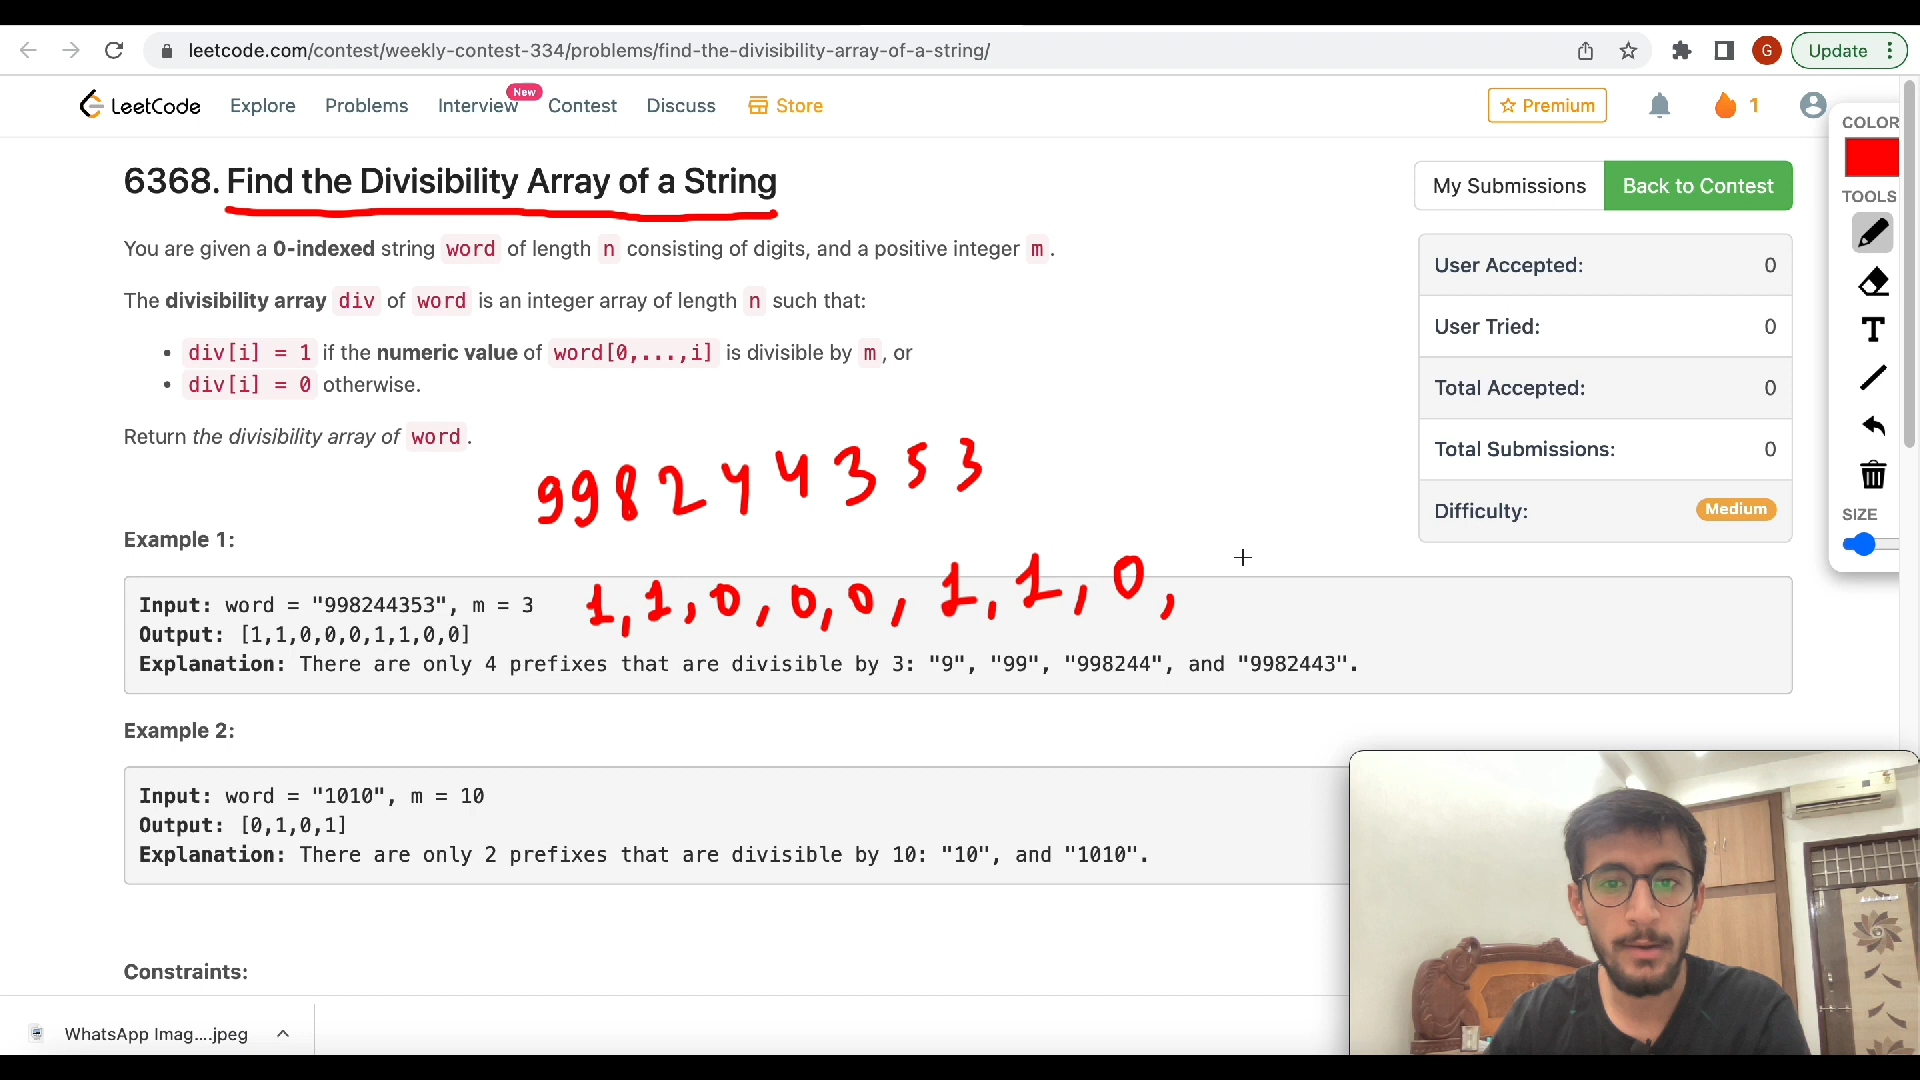 leetcode.com/contest/weekly-contest-334/problems/find-the-divisibility-array-of-a-string/
G
Update
LeetCode
Explore
Problems
Interview
New
Contest
Discuss
Store
Premium
1
COLOR
TOOLS
T
SIZE
6368. Find the Divisibility Array of a String
My Submissions
Back to Contest
You are given a 0-indexed string word of length n consisting of digits, and a positive integer m.
The divisibility array div of word is an integer array of length n such that:
• div[i] = 1 if the numeric value of word[0,...,i] is divisible by m, or
• div[i] = 0 otherwise.
Return the divisibility array of word.
User Accepted: 0
User Tried: 0
Total Accepted: 0
Total Submissions: 0
Difficulty: Medium
998244353
Example 1:
1,1,0,0,0,1,1,0,
Input: word = "998244353", m = 3
Output: [1,1,0,0,0,1,1,0,0]
Explanation: There are only 4 prefixes that are divisible by 3: "9", "99", "998244", and "9982443".
Example 2:
Input: word = "1010", m = 10
Output: [0,1,0,1]
Explanation: There are only 2 prefixes that are divisible by 10: "10", and "1010".
Constraints:
WhatsApp Imag....jpeg